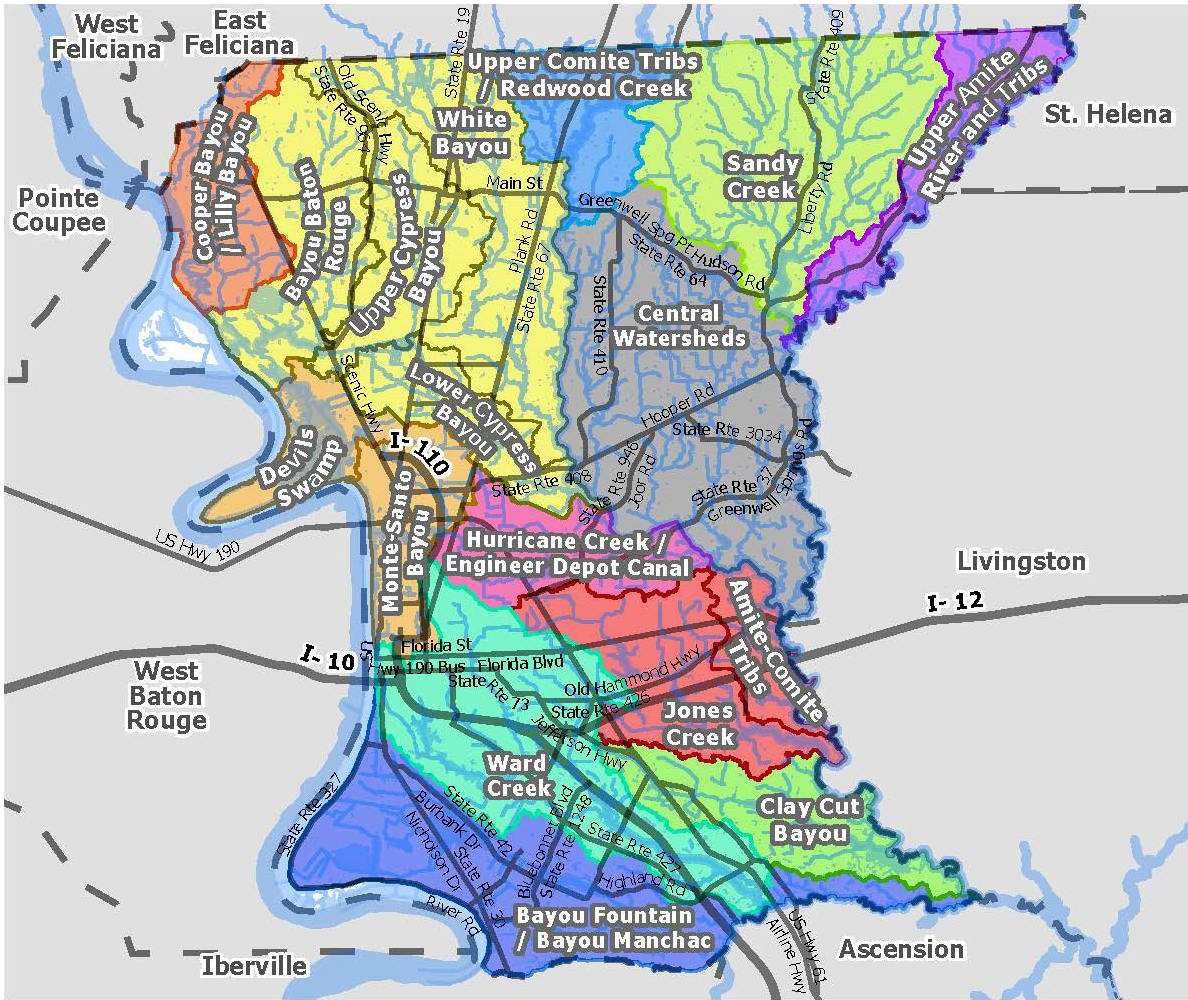 West
Feliciana
East
Feliciana
State Rte 19
State Rte 409
Old Scenic Hwy
State Rte 964
Upper Comite Tribs
/ Redwood Creek
White
Bayou
Upper Amite
River and Tribs
St. Helena
Cooper Bayou
/ Lilly Bayou
Sandy
Creek
Liberty Rd
Pointe
Coupee
Bayou Baton
Rouge
Upper Cypress
Bayou
Main St
Plank Rd
State Rte 67
Greenwell Spg Pt Hudson Rd
State Rte 64
State Rte 410
Central
Watersheds
Scenic Hwy
Lower Cypress
Bayou
Hooper Rd
State Rte 3034
I- 110
Devils
Swamp
State Rte 408
State Rte 946
Joor Rd
State Rte 37
Greenwell Springs Rd
US Hwy 190
Monte-Santo
Bayou
Hurricane Creek /
Engineer Depot Canal
Livingston
I- 12
Amite-Comite
Tribs
I- 10
Florida St
Hwy 190 Bus
Florida Blvd
State Rte 73
Old Hammond Hwy
State Rte 426
Jefferson Hwy
West
Baton
Rouge
Jones
Creek
Ward
Creek
Clay Cut
Bayou
State Rte 327
State Rte 42
Burbank Dr
Nicholson Dr
State Rte 30
Bluebonnet Blvd
State Rte 1248
State Rte 427
Highland Rd
River Rd
Bayou Fountain
/ Bayou Manchac
US Hwy 61
Airline Hwy
Iberville
Ascension